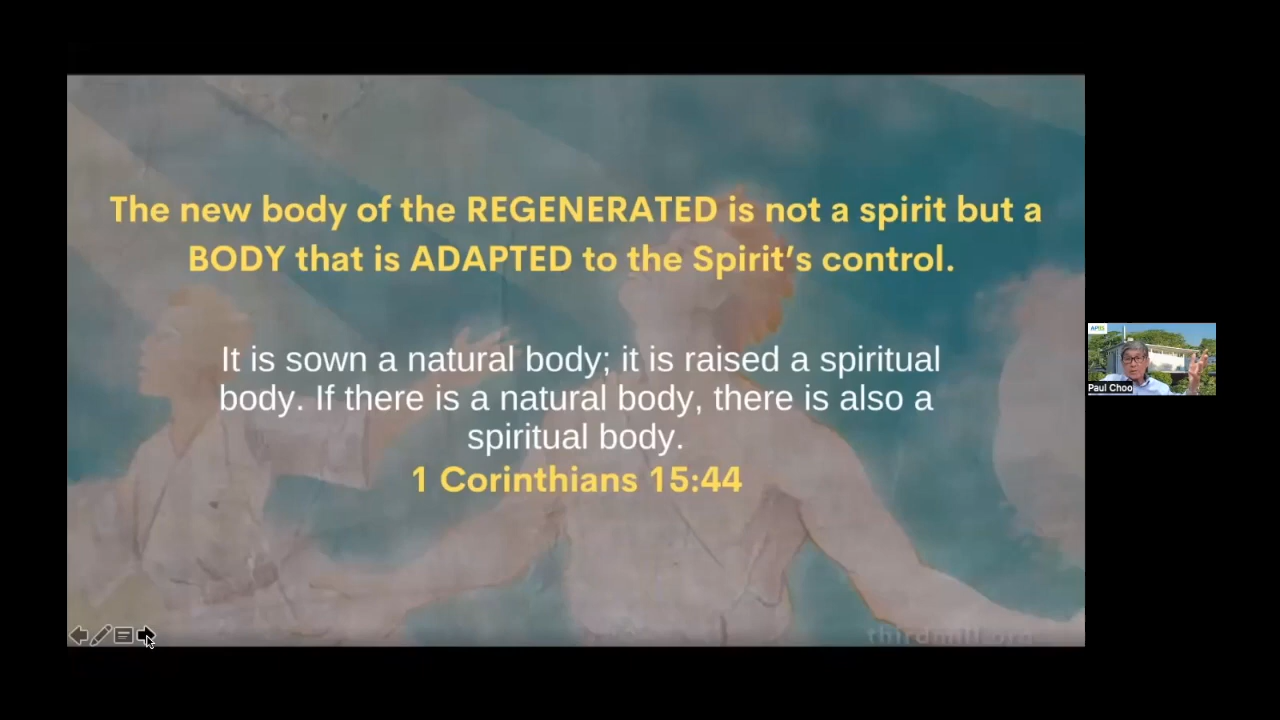 The new body of the REGENERATED is not a spirit but a
BODY that is ADAPTED to the Spirit's control.
It is sown a natural body; it is raised a spiritual
body. If there is a natural body, there is also a
spiritual body.
1 Corinthians 15:44
thirdmill.org
Paul Choo